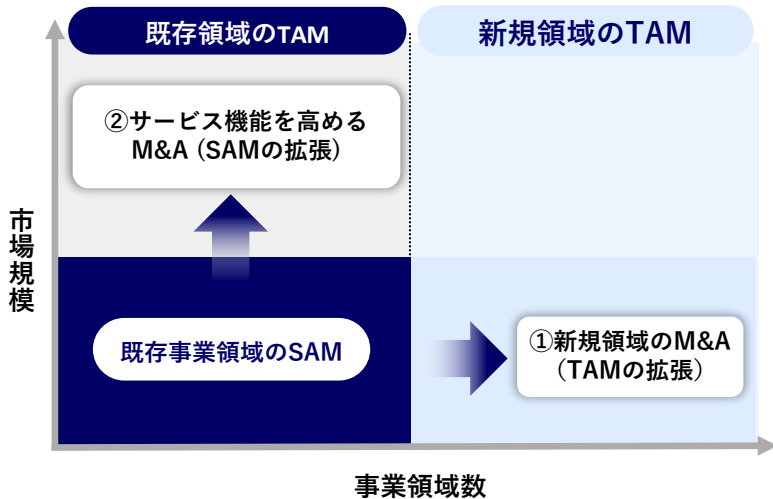 既存領域のTAM
新規領域のTAM
②サービス機能を高める
M&A（SAMの拡張）
市場規模
既存事業領域のSAM
①新規領域のM&A
（TAMの拡張）
事業領域数